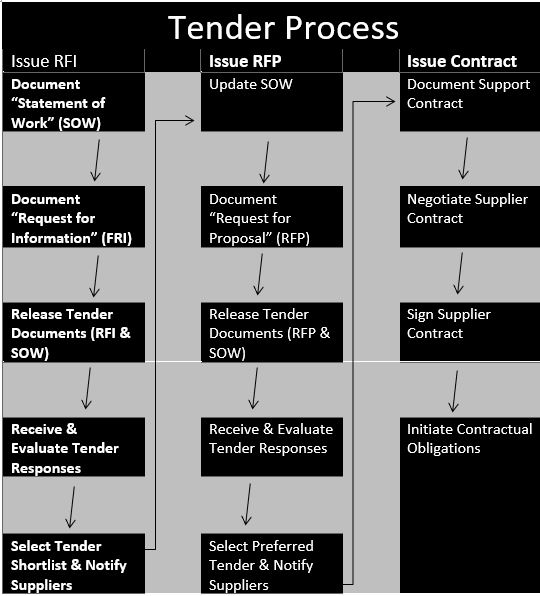 Tender Process
Issue RFI
Document
“Statement of
Work” (SOW)
Document
“Request for
Information” (FRI)
Release Tender
Documents (RFI &
SOW)
Receive &
Evaluate Tender
Responses
Select Tender
Shortlist & Notify
Suppliers
Issue RFP
Update SOW
Document
“Request for
Proposal” (RFP)
Release Tender
Documents (RFP &
SOW)
Receive & Evaluate
Tender Responses
Select Preferred
Tender & Notify
Suppliers
Issue Contract
Document Support
Contract
Negotiate Supplier
Contract
Sign Supplier
Contract
Initiate Contractual
Obligations